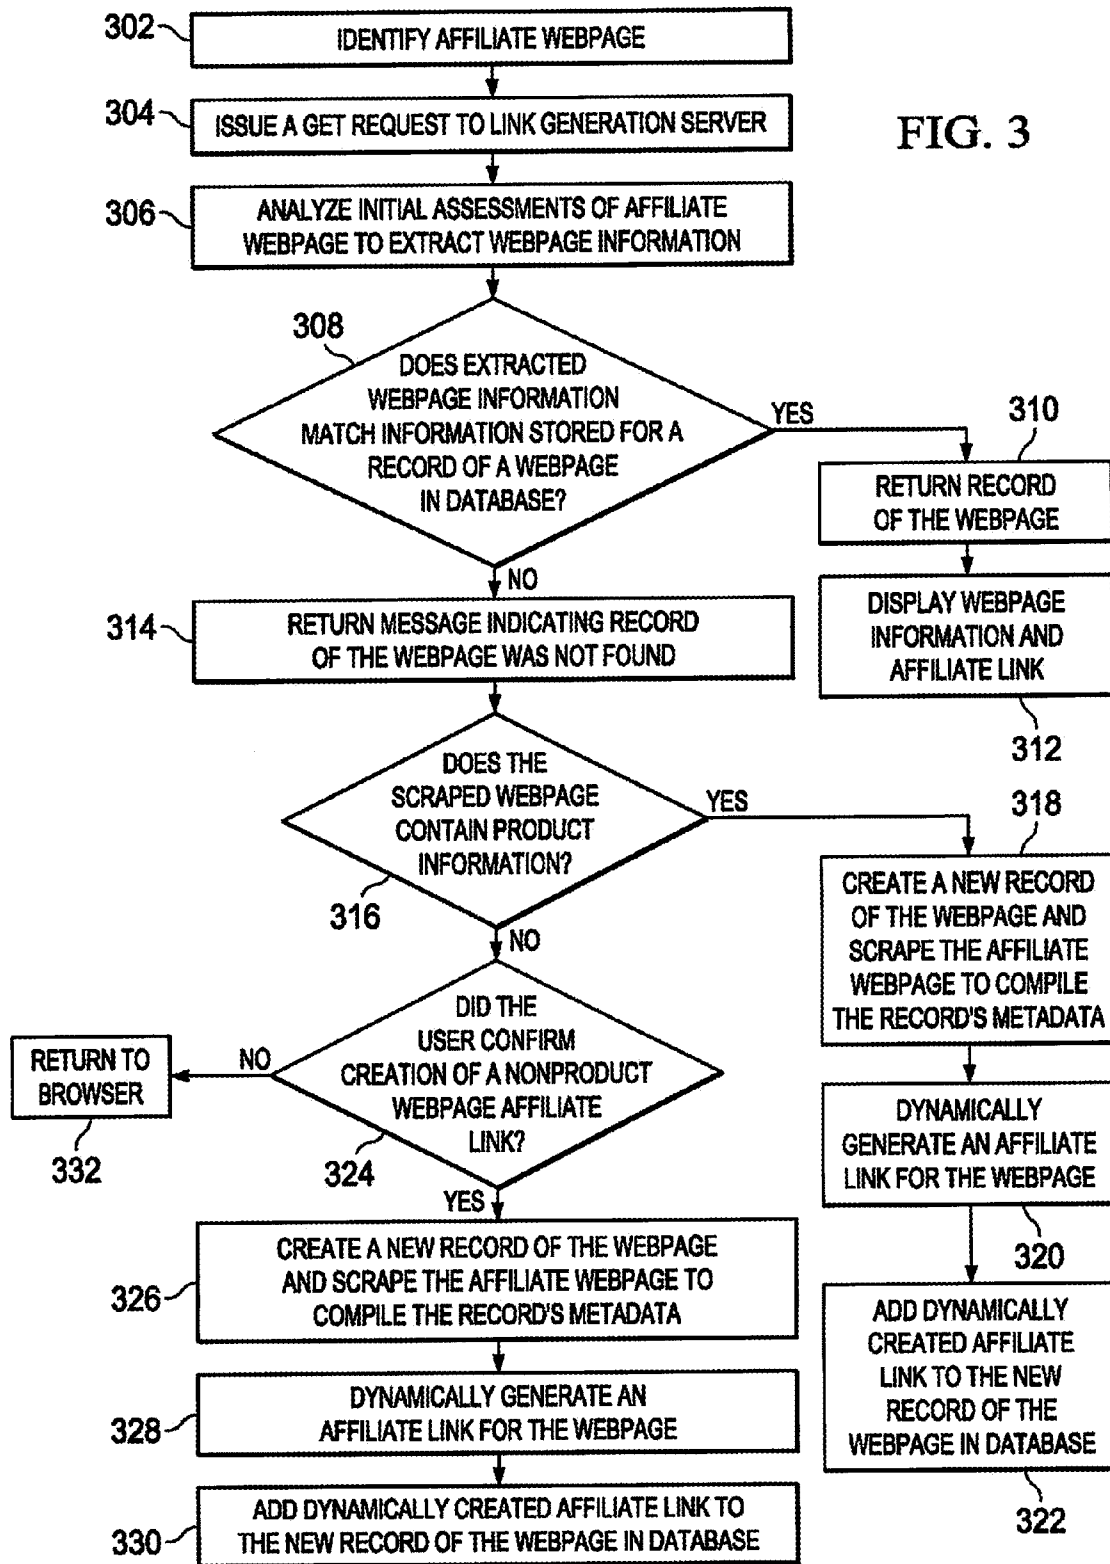 302
IDENTIFY AFFILIATE WEBPAGE
304
ISSUE A GET REQUEST TO LINK GENERATION SERVER
FIG. 3
306
ANALYZE INITIAL ASSESSMENTS OF AFFILIATE
WEBPAGE TO EXTRACT WEBPAGE INFORMATION
308
DOES EXTRACTED
WEBPAGE INFORMATION
MATCH INFORMATION STORED FOR A
RECORD OF A WEBPAGE
IN DATABASE?
YES
310
RETURN RECORD
OF THE WEBPAGE
DISPLAY WEBPAGE
INFORMATION AND
AFFILIATE LINK
312
NO
314
RETURN MESSAGE INDICATING RECORD
OF THE WEBPAGE WAS NOT FOUND
DOES THE
SCRAPED WEBPAGE
CONTAIN PRODUCT
INFORMATION?
316
YES
318
CREATE A NEW RECORD
OF THE WEBPAGE AND
SCRAPE THE AFFILIATE
WEBPAGE TO COMPILE
THE RECORD'S METADATA
DYNAMICALLY
GENERATE AN AFFILIATE
LINK FOR THE WEBPAGE
320
ADD DYNAMICALLY
CREATED AFFILIATE
LINK TO THE NEW
RECORD OF THE
WEBPAGE IN DATABASE
322
NO
DID THE
USER CONFIRM
CREATION OF A NONPRODUCT
WEBPAGE AFFILIATE
LINK?
324
NO
RETURN TO
BROWSER
332
YES
326
CREATE A NEW RECORD OF THE WEBPAGE
AND SCRAPE THE AFFILIATE WEBPAGE TO
COMPILE THE RECORD'S METADATA
328
DYNAMICALLY GENERATE AN
AFFILIATE LINK FOR THE WEBPAGE
330
ADD DYNAMICALLY CREATED AFFILIATE LINK TO
THE NEW RECORD OF THE WEBPAGE IN DATABASE